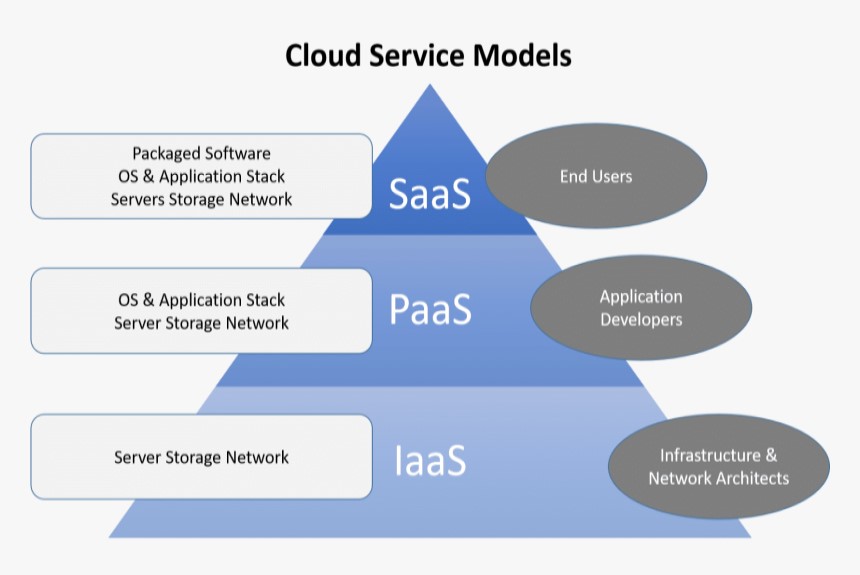 Cloud Service Models
Packaged Software
OS & Application Stack
Servers Storage Network
SaaS
End Users
OS & Application Stack
Server Storage Network
PaaS
Application
Developers
Server Storage Network
IaaS
Infrastructure &
Network Architects